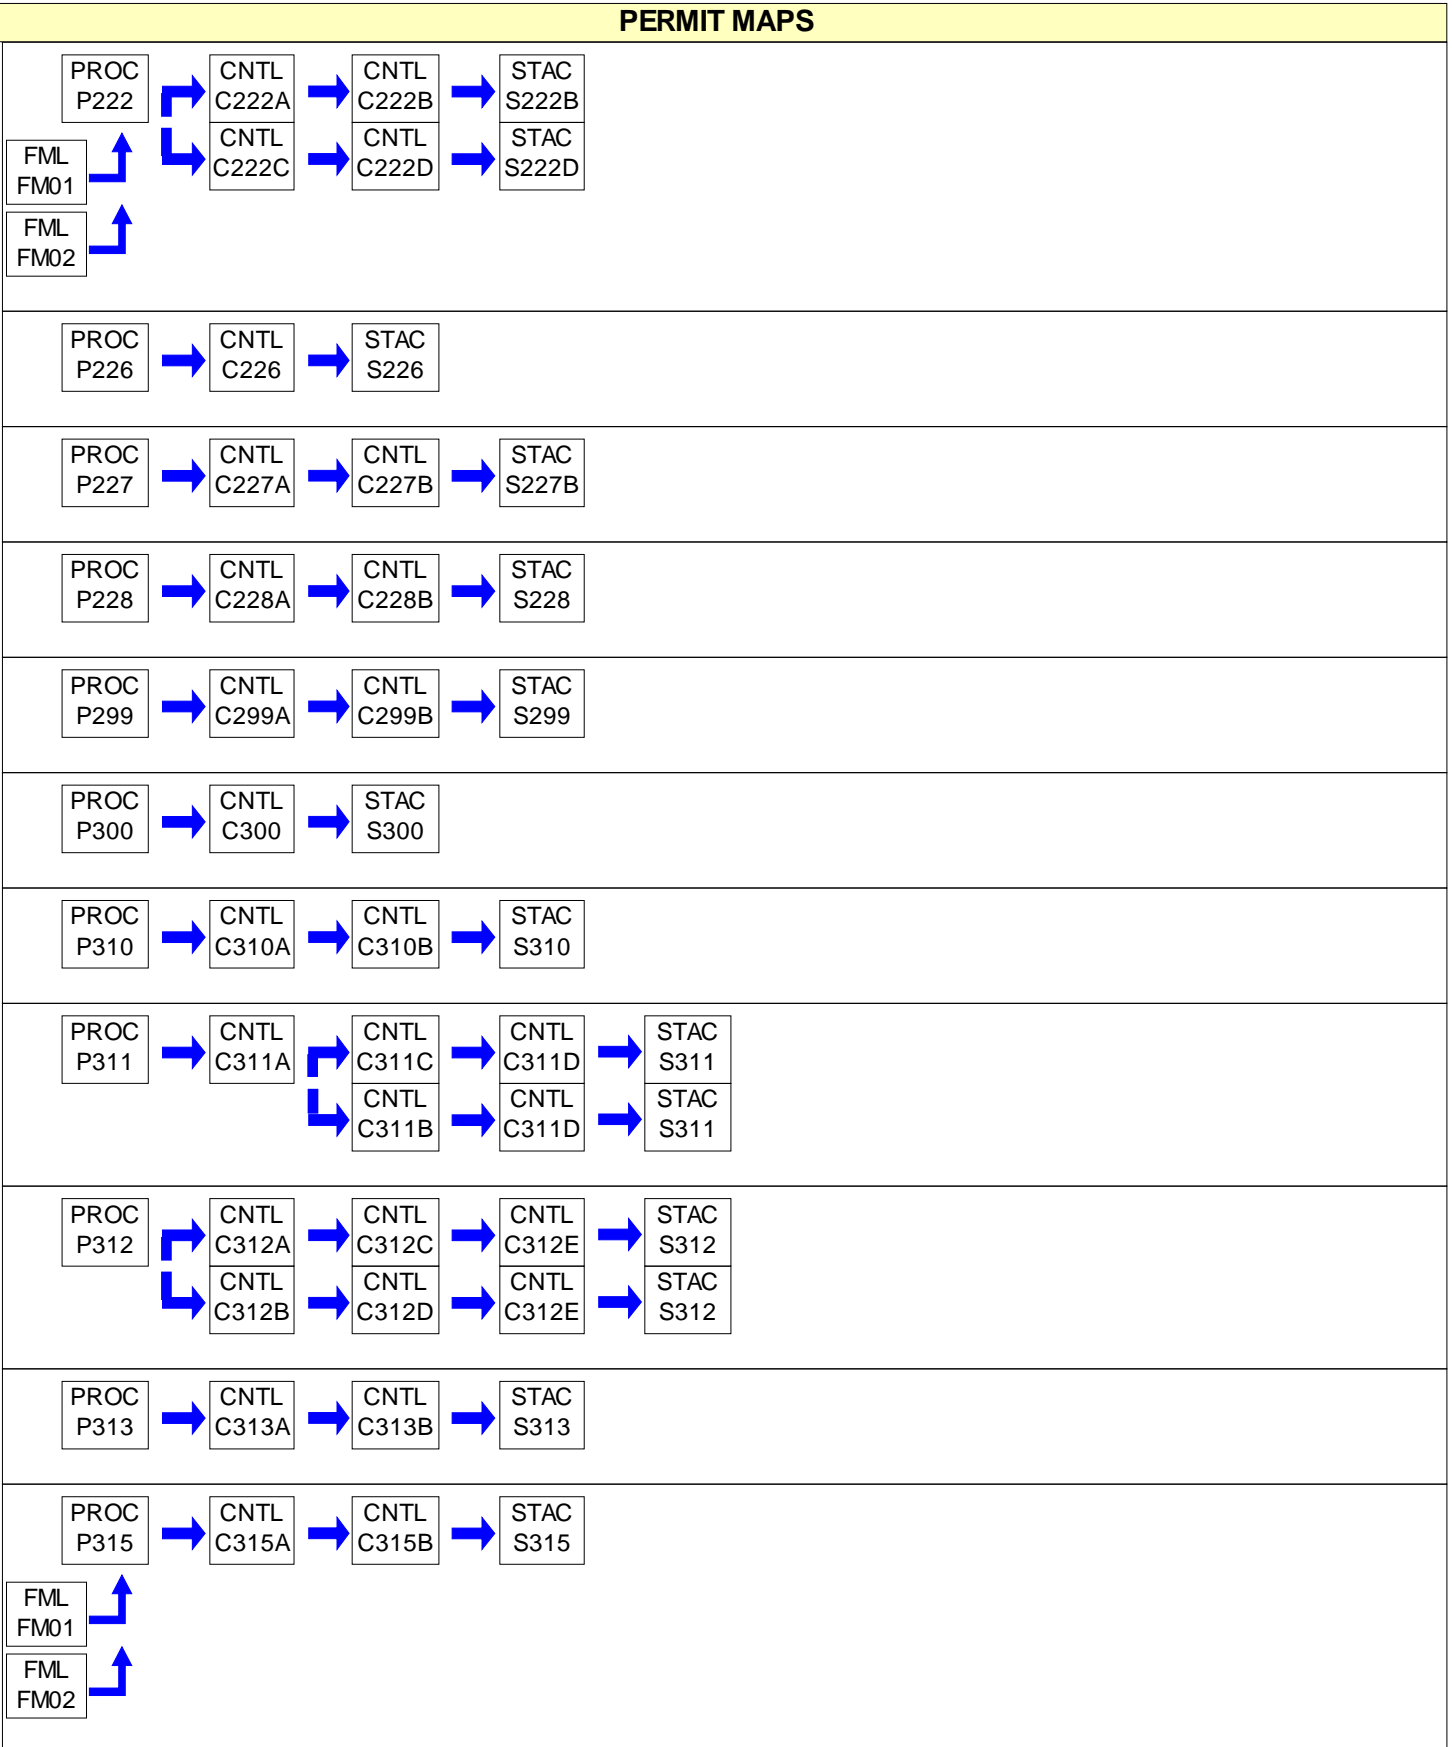 PERMIT MAPS
PROC CNTL CNTL STAC
P222 C222A C222B S222B
CNTL CNTL STAC
C222C C222D S222D
FML
FM01
FML
FM02
PROC CNTL STAC
P226 C226 S226
PROC CNTL CNTL STAC
P227 C227A C227B S227B
PROC CNTL CNTL STAC
P228 C228A C228B S228
PROC CNTL CNTL STAC
P299 C299A C299B S299
PROC CNTL STAC
P300 C300 S300
PROC CNTL CNTL STAC
P310 C310A C310B S310
PROC CNTL CNTL CNTL STAC
P311 C311A C311C C311D S311
CNTL CNTL STAC
C311B C311D S311
PROC CNTL CNTL CNTL STAC
P312 C312A C312C C312E S312
CNTL CNTL CNTL STAC
C312B C312D C312E S312
PROC CNTL CNTL STAC
P313 C313A C313B S313
PROC CNTL CNTL STAC
P315 C315A C315B S315
FML
FM01
FML
FM02